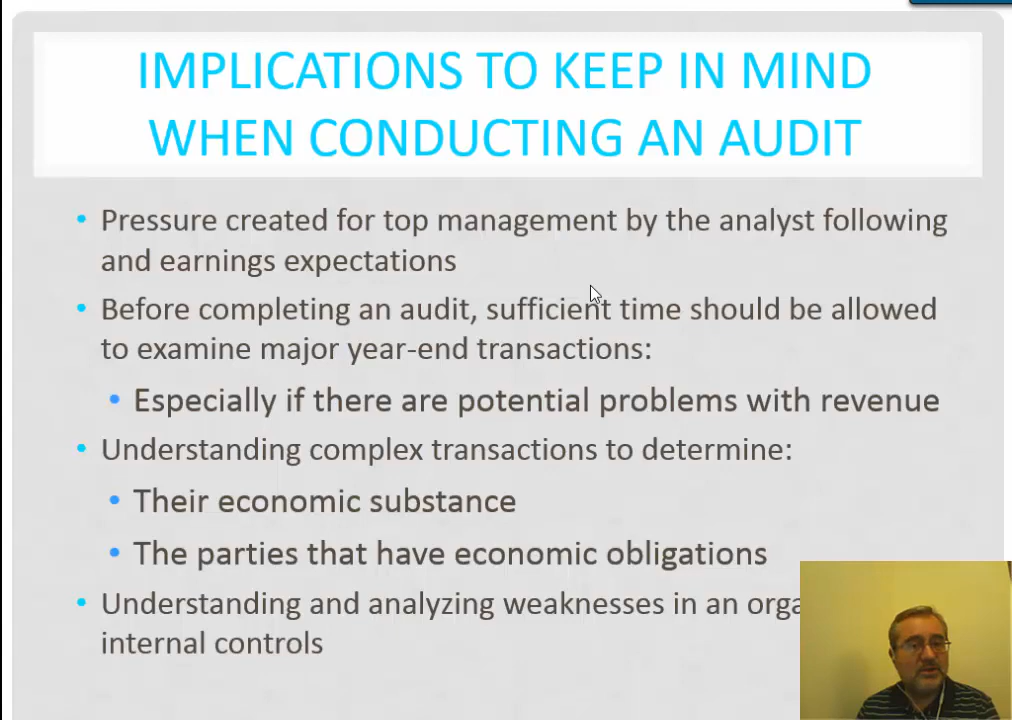 IMPLICATIONS TO KEEP IN MIND
WHEN CONDUCTING AN AUDIT
• Pressure created for top management by the analyst following
and earnings expectations
• Before completing an audit, sufficient time should be allowed
to examine major year-end transactions:
• Especially if there are potential problems with revenue
• Understanding complex transactions to determine:
• Their economic substance
• The parties that have economic obligations
• Understanding and analyzing weaknesses in an
internal controls